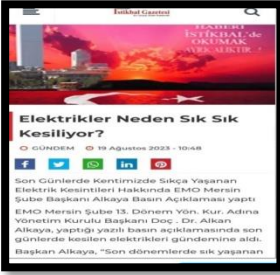 İstikbal Gazetesi
HABERİ
İSTİKBAL'de
OKUMAK
AYRICALIKTIR..!
Elektrikler Neden Sık Sık
Kesiliyor?
GÜNDEM 19 Ağustos 2023 - 10:48
Son Günlerde Kentimizde Sıkça Yaşanan
Elektrik Kesintileri Hakkında EMO Mersin
Şube Başkanı Alkaya Basın Açıklaması yaptı
EMO Mersin Şube 13. Dönem Yön. Kur. Adına
Yönetim Kurulu Başkanı Doç . Dr. Alkan
Alkaya, yaptığı yazılı basın açıklamasında son
günlerde kesilen elektrikleri gündemine aldı.
Başkan Alkaya, "Son dönemlerde sık yaşanan